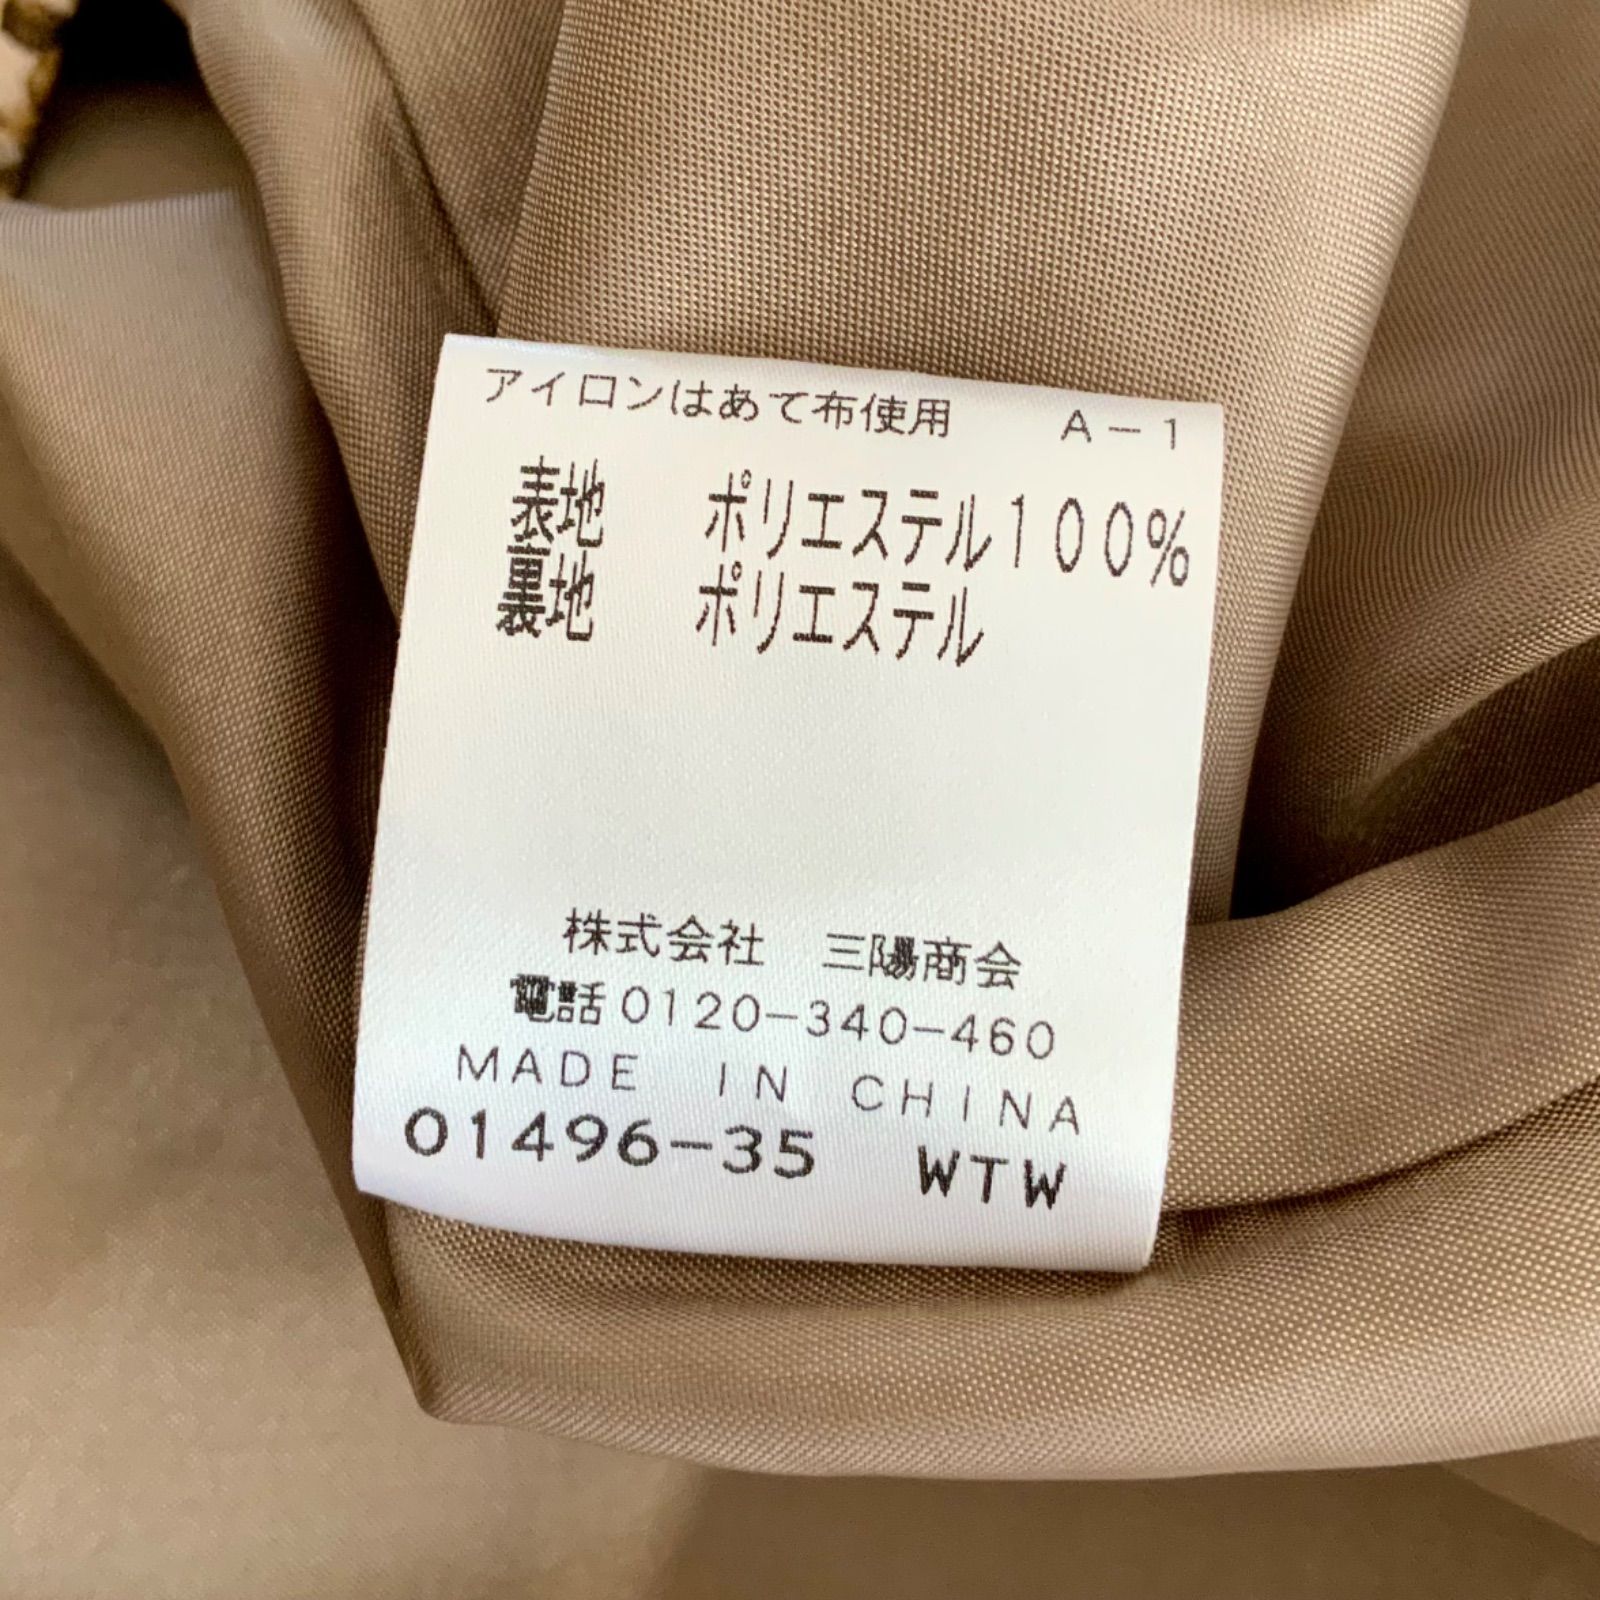 アイロンはあて布使用 A-1
表地 ポリエステル100%
裏地 ポリエステル
株式会社 三陽商会
電話0120-340-460
MADE IN CHINA
01496-35 WTW